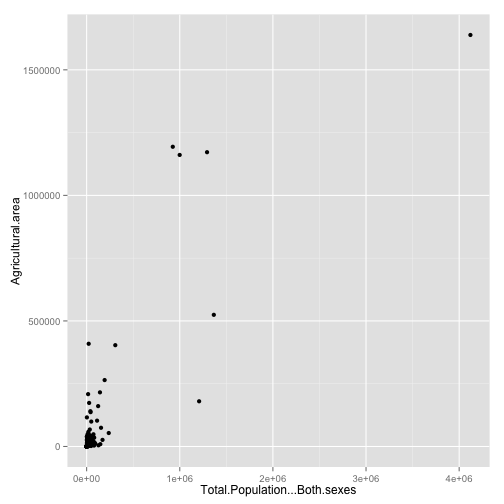 1500000
1000000
500000
0
Agricultural.area
0e+00 1e+06 2e+06 3e+06 4e+06
Total.Population...Both.sexes